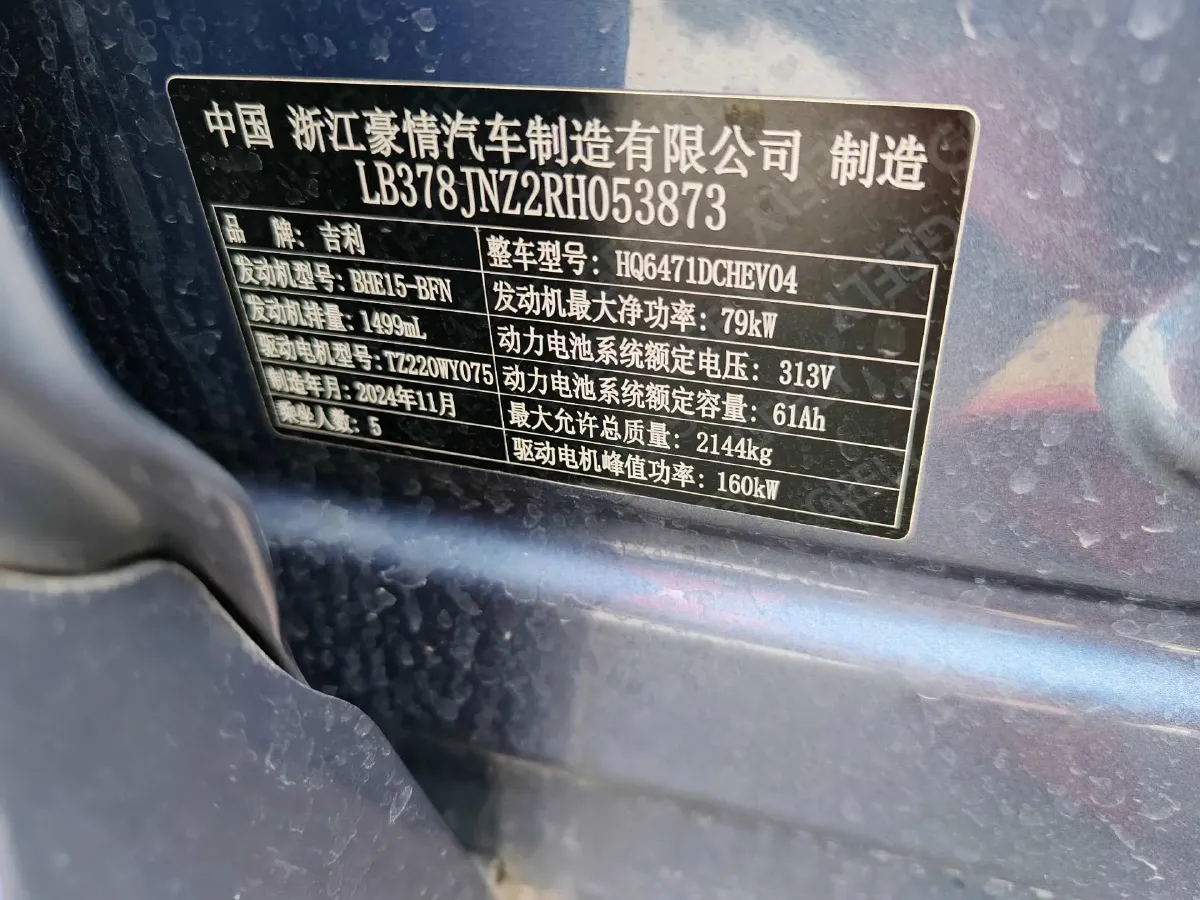 中国 浙江豪情汽车制造有限公司 制造
LB378JNZ2RH053873
品 牌: 吉利
整车型号: HQ6471DCHEV04
发动机型号: BHE15-BFN
发动机最大净功率: 79kW
发动机排量: 1499mL
动力电池系统额定电压: 313V
驱动电机型号: TZ220WY075
动力电池系统额定容量: 61Ah
制造年月: 2024年11月
最大允许总质量: 2144kg
乘坐人数: 5
驱动电机峰值功率: 160kW